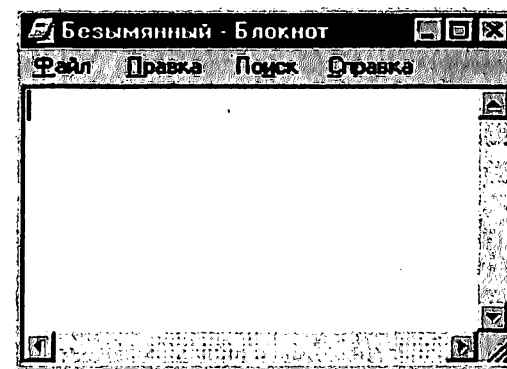 Безымянный - Блокнот
Файл Правка Поиск Справка